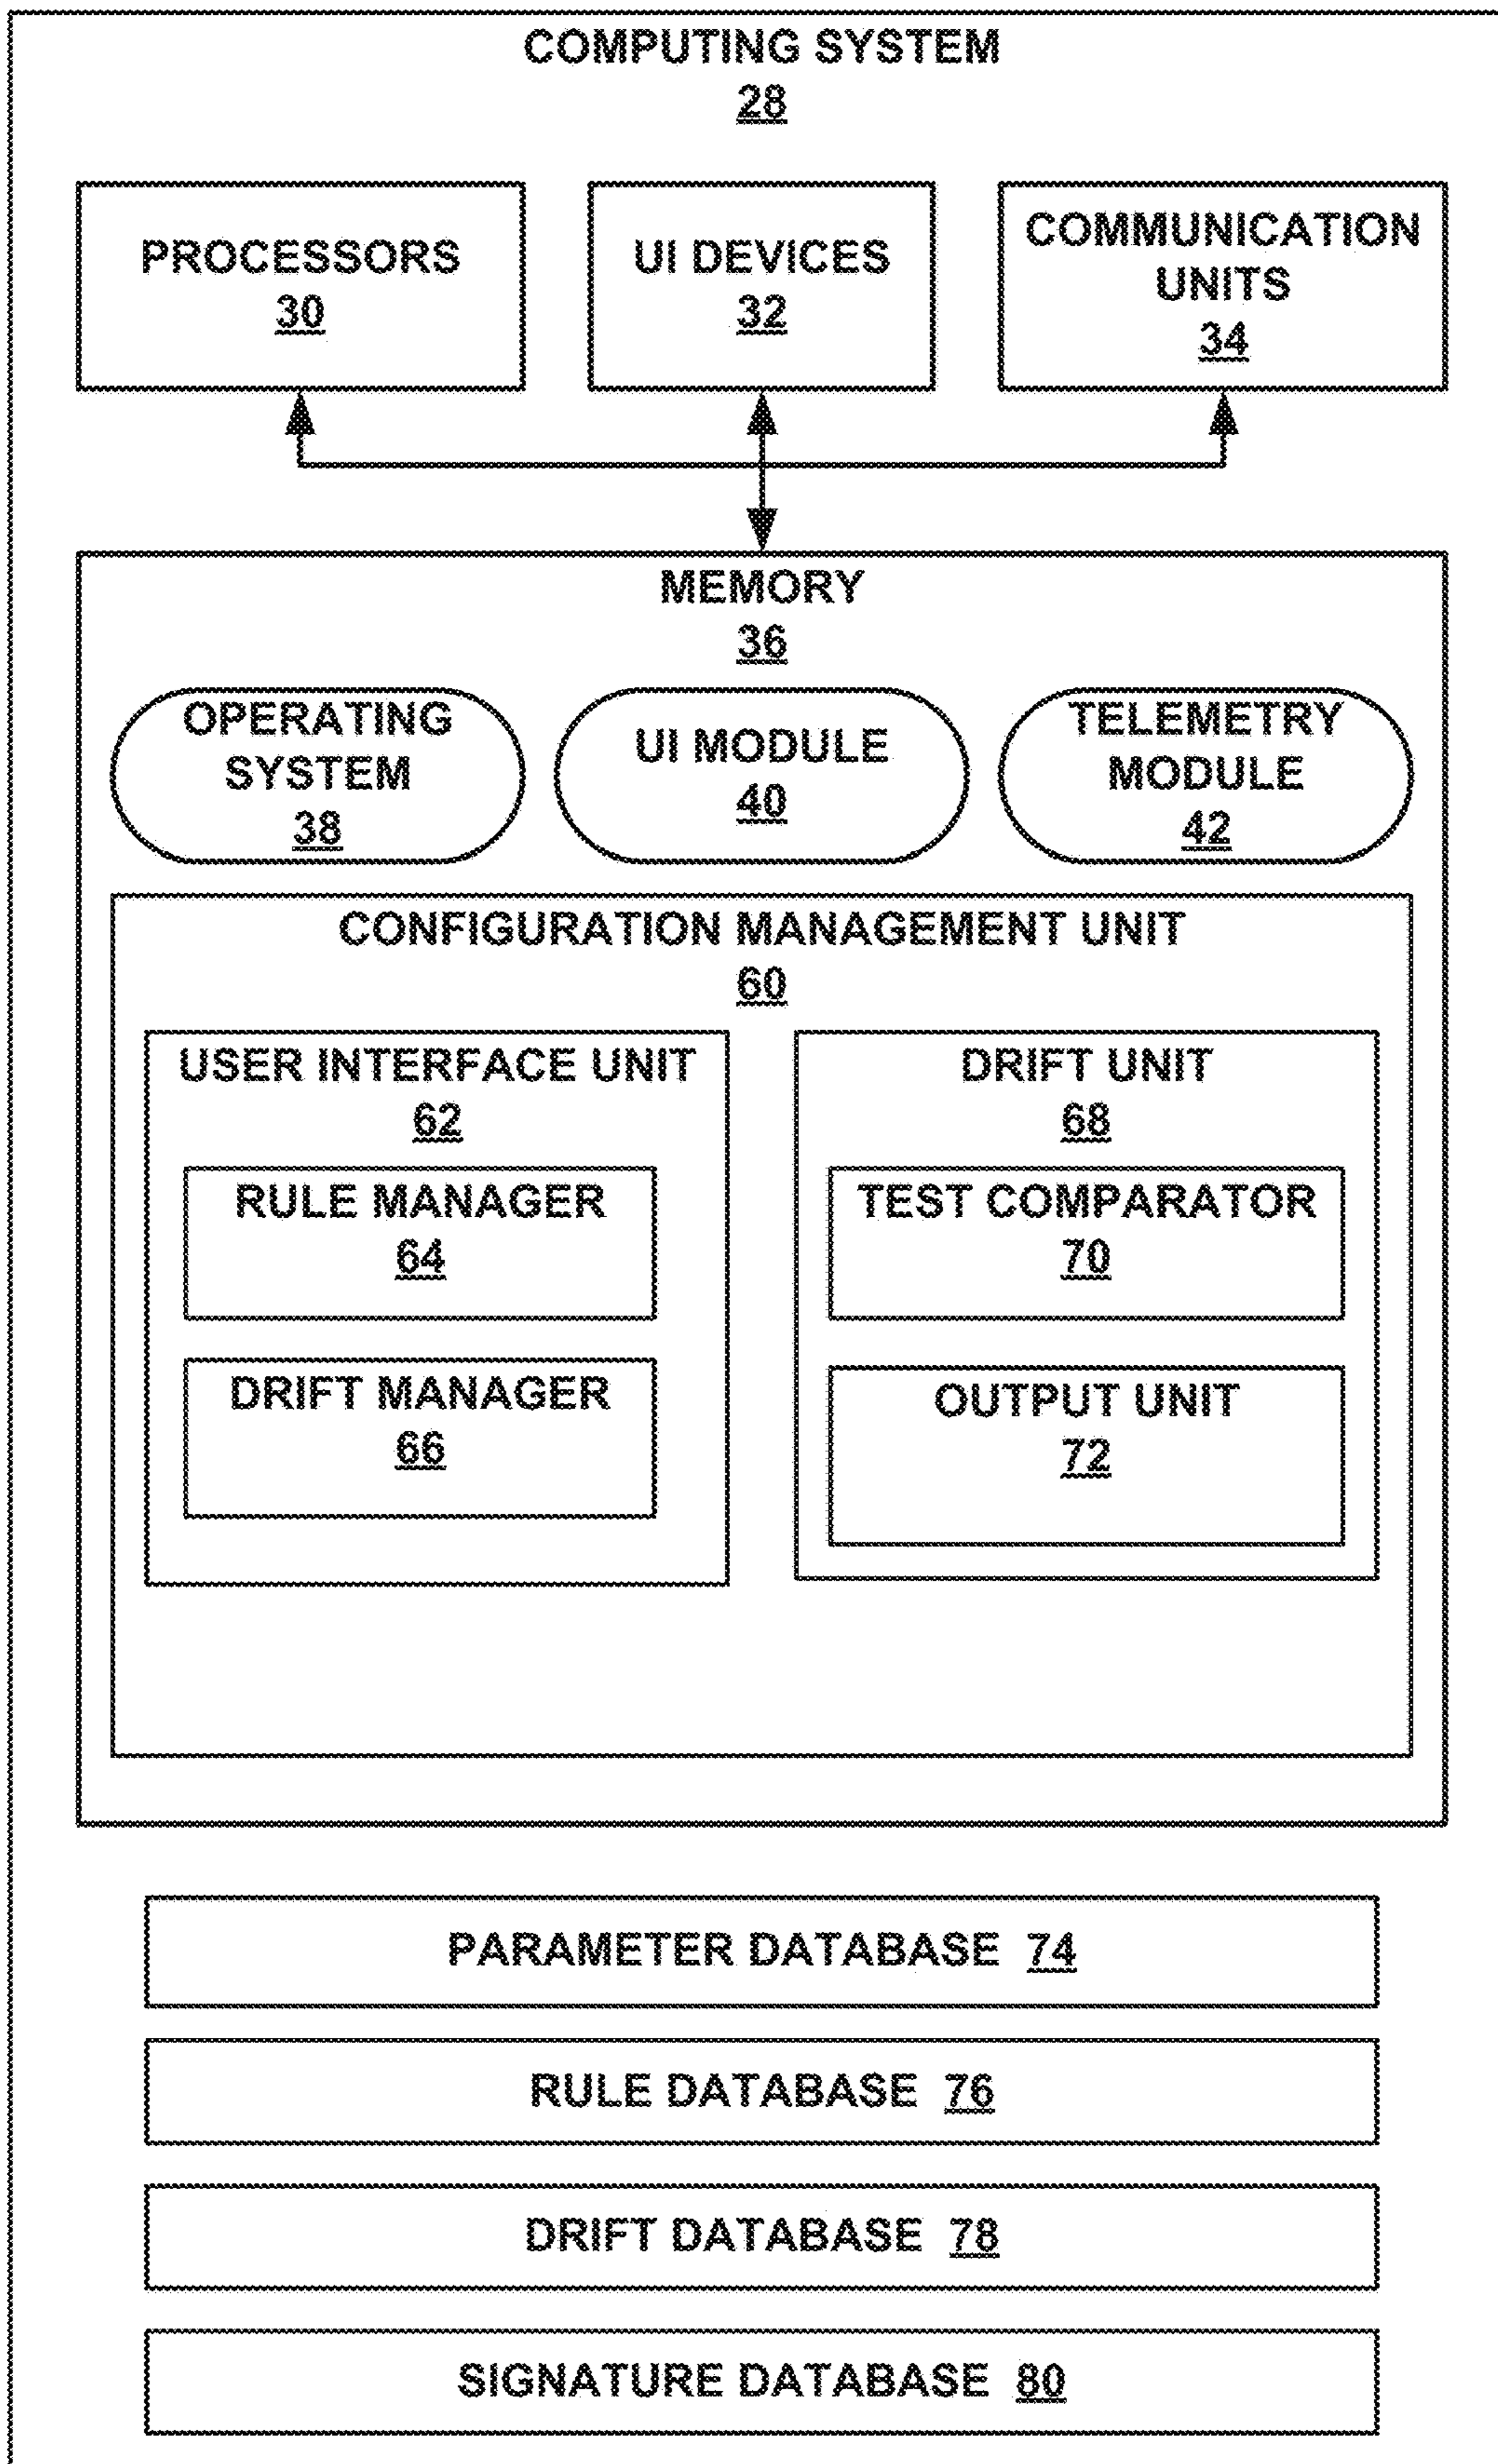 COMPUTING SYSTEM
28
PROCESSORS
30
UI DEVICES
32
COMMUNICATION
UNITS
34
MEMORY
36
OPERATING
SYSTEM
38
UI MODULE
40
TELEMETRY
MODULE
42
CONFIGURATION MANAGEMENT UNIT
60
USER INTERFACE UNIT
62
RULE MANAGER
64
DRIFT MANAGER
66
DRIFT UNIT
68
TEST COMPARATOR
70
OUTPUT UNIT
72
PARAMETER DATABASE 74
RULE DATABASE 76
DRIFT DATABASE 78
SIGNATURE DATABASE 80